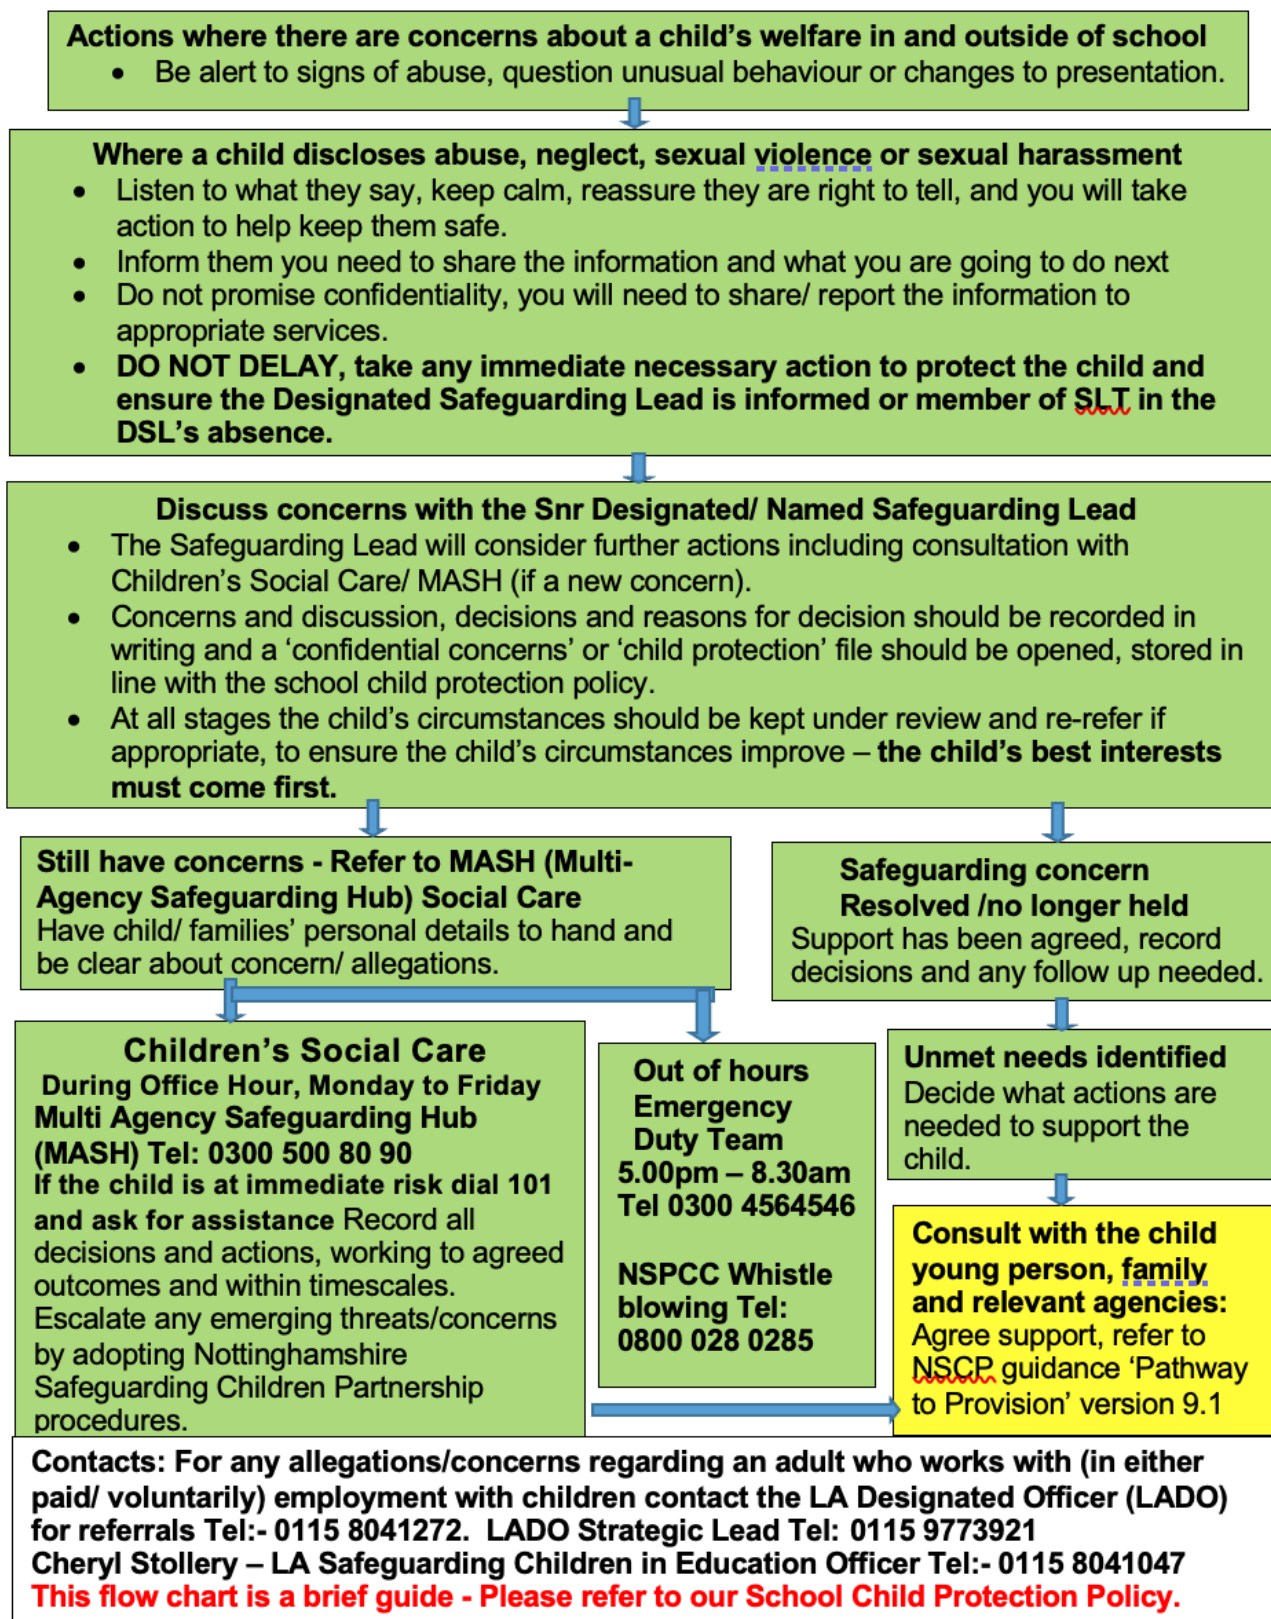 Actions where there are concerns about a child’s welfare in and outside of school
• Be alert to signs of abuse, question unusual behaviour or changes to presentation.
Where a child discloses abuse, neglect, sexual violence or sexual harassment
• Listen to what they say, keep calm, reassure they are right to tell, and you will take
action to help keep them safe.
• Inform them you need to share the information and what you are going to do next
• Do not promise confidentiality, you will need to share/ report the information to
appropriate services.
• DO NOT DELAY, take any immediate necessary action to protect the child and
ensure the Designated Safeguarding Lead is informed or member of SLT in the
DSL’s absence.
Discuss concerns with the Snr Designated/ Named Safeguarding Lead
• The Safeguarding Lead will consider further actions including consultation with
Children’s Social Care/ MASH (if a new concern).
• Concerns and discussion, decisions and reasons for decision should be recorded in
writing and a ‘confidential concerns’ or ‘child protection’ file should be opened, stored in
line with the school child protection policy.
• At all stages the child’s circumstances should be kept under review and re-refer if
appropriate, to ensure the child’s circumstances improve – the child’s best interests
must come first.
Still have concerns - Refer to MASH (Multi-
Agency Safeguarding Hub) Social Care
Have child/ families’ personal details to hand and
be clear about concern/ allegations.
Safeguarding concern
Resolved /no longer held
Support has been agreed, record
decisions and any follow up needed.
Children’s Social Care
During Office Hour, Monday to Friday
Multi Agency Safeguarding Hub
(MASH) Tel: 0300 500 80 90
If the child is at immediate risk dial 101
and ask for assistance Record all
decisions and actions, working to agreed
outcomes and within timescales.
Escalate any emerging threats/concerns
by adopting Nottinghamshire
Safeguarding Children Partnership
procedures.
Out of hours
Emergency
Duty Team
5.00pm – 8.30am
Tel 0300 4564546
NSPCC Whistle
blowing Tel:
0800 028 0285
Unmet needs identified
Decide what actions are
needed to support the
child.
Consult with the child
young person, family
and relevant agencies:
Agree support, refer to
NSCP guidance ‘Pathway
to Provision’ version 9.1
Contacts: For any allegations/concerns regarding an adult who works with (in either
paid/ voluntarily) employment with children contact the LA Designated Officer (LADO)
for referrals Tel:- 0115 8041272. LADO Strategic Lead Tel: 0115 9773921
Cheryl Stollery – LA Safeguarding Children in Education Officer Tel:- 0115 8041047
This flow chart is a brief guide - Please refer to our School Child Protection Policy.